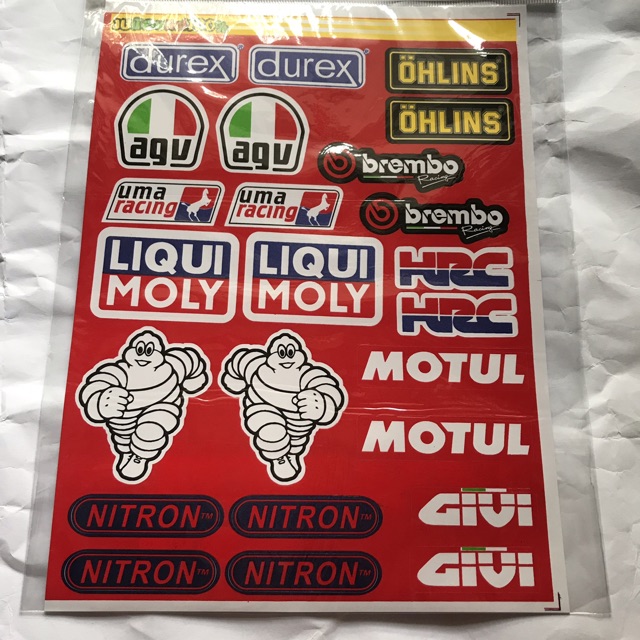 durex durex
ÖHLINS
ÖHLINS
agv agv
brembo
Racing
uma
racing
uma
racing
brembo
Racing
LIQUI
MOLY
LIQUI
MOLY
HRC
HRC
MOTUL
MOTUL
NITRON™ NITRON™
GIVI
NITRON™ NITRON™
GIVI